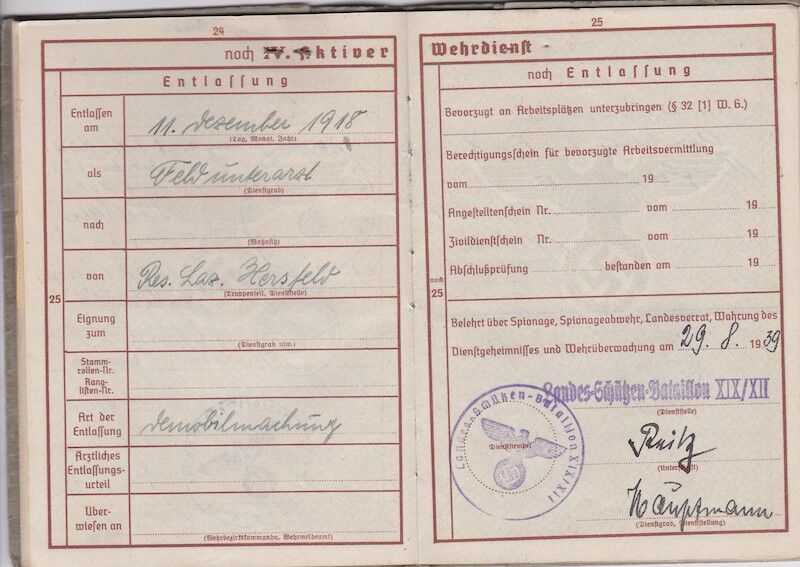 24
noch IV. Aktiver
Entlassung
Entlassen am
11. Dezember 1918
(Tag, Monat, Jahr)
als
Feldunterarzt
(Dienstgrad)
nach
(Wohnsitz)
von
Res. Laz. Hersfeld
(Truppenteil, Dienststelle)
25
Eignung zum
(Dienstgrad usw.)
Stamm-
rollen-Nr.
Rang-
listen-Nr.
Art der
Entlassung
Demobilmachung
Ärztliches
Entlassungs-
urteil
Über-
wiesen an
(Wehrbezirkskommando, Wehrmeldeamt)
25
Wehrdienst
noch Entlassung
Bevorzugt an Arbeitsplätzen unterzubringen (§ 32 [1] W. G.)
Berechtigungsschein für bevorzugte Arbeitsvermittlung
vom 19
Angestelltenschein Nr. vom 19
Zivildienstschein Nr. vom 19
Abschlußprüfung bestanden am 19
noch
25
Belehrt über Spionage, Spionageabwehr, Landesverrat, Wahrung des
Dienstgeheimnisses und Wehrüberwachung am 29. 8. 1939
Landes-Schützen-Bataillon XIX/XII
(Dienststelle)
Landes-Schützen-Bataillon XIX/XII
Dienststempel
Reitz
(Unterschrift)
Hauptmann
(Dienstgrad, Dienststellung)